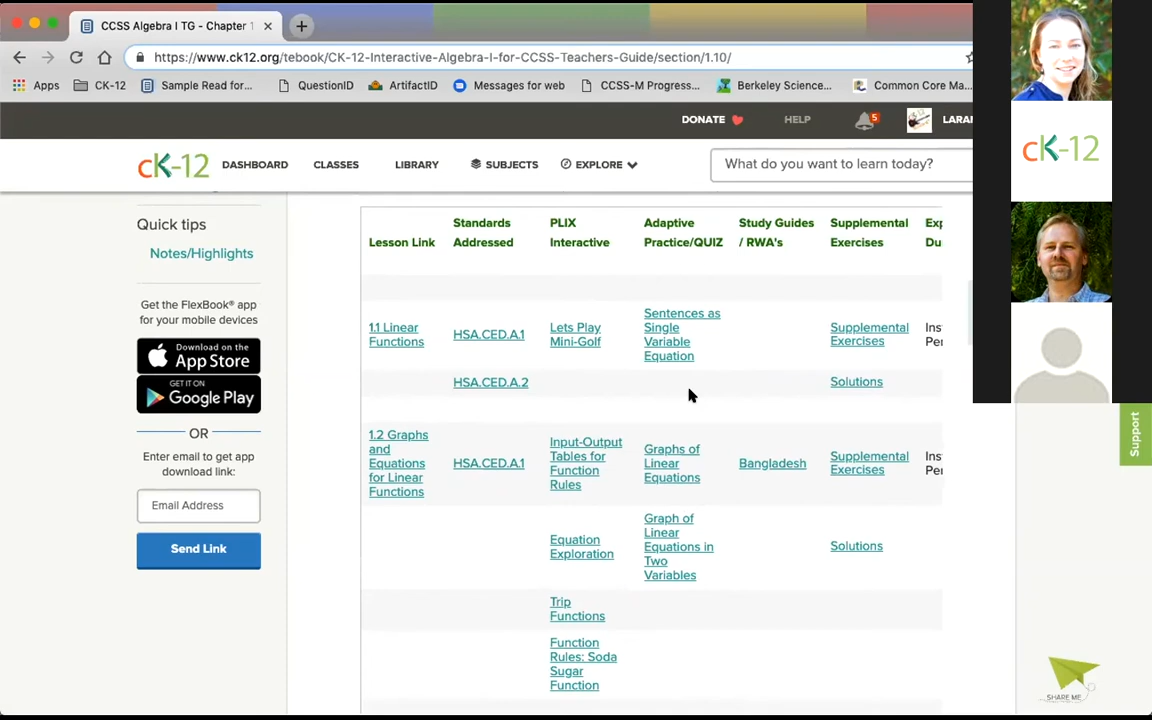 CCSS Algebra I TG - Chapter 1
https://www.ck12.org/tebook/CK-12-Interactive-Algebra-I-for-CCSS-Teachers-Guide/section/1.10/
Apps CK-12 Sample Read for... QuestionID ArtifactID Messages for web CCSS-M Progress... Berkeley Science... Common Core Ma...
DONATE HELP 5 LARAM
cK-12 DASHBOARD CLASSES LIBRARY SUBJECTS EXPLORE What do you want to learn today?
cK-12
Quick tips
Notes/Highlights
Get the FlexBook® app
for your mobile devices
Download on the
App Store
GET IT ON
Google Play
OR
Enter email to get app
download link:
Email Address
Send Link
Lesson Link
Standards
Addressed
PLIX
Interactive
Adaptive
Practice/QUIZ
Study Guides
/ RWA's
Supplemental
Exercises
Exp
Du
1.1 Linear
Functions
HSA.CED.A.1
Lets Play
Mini-Golf
Sentences as
Single
Variable
Equation
Supplemental
Exercises
Ins
Per
HSA.CED.A.2
Solutions
1.2 Graphs
and
Equations
for Linear
Functions
HSA.CED.A.1
Input-Output
Tables for
Function
Rules
Graphs of
Linear
Equations
Bangladesh
Supplemental
Exercises
Ins
Per
Equation
Exploration
Graph of
Linear
Equations in
Two
Variables
Solutions
Trip
Functions
Function
Rules: Soda
Sugar
Function
Support
SHARE ME